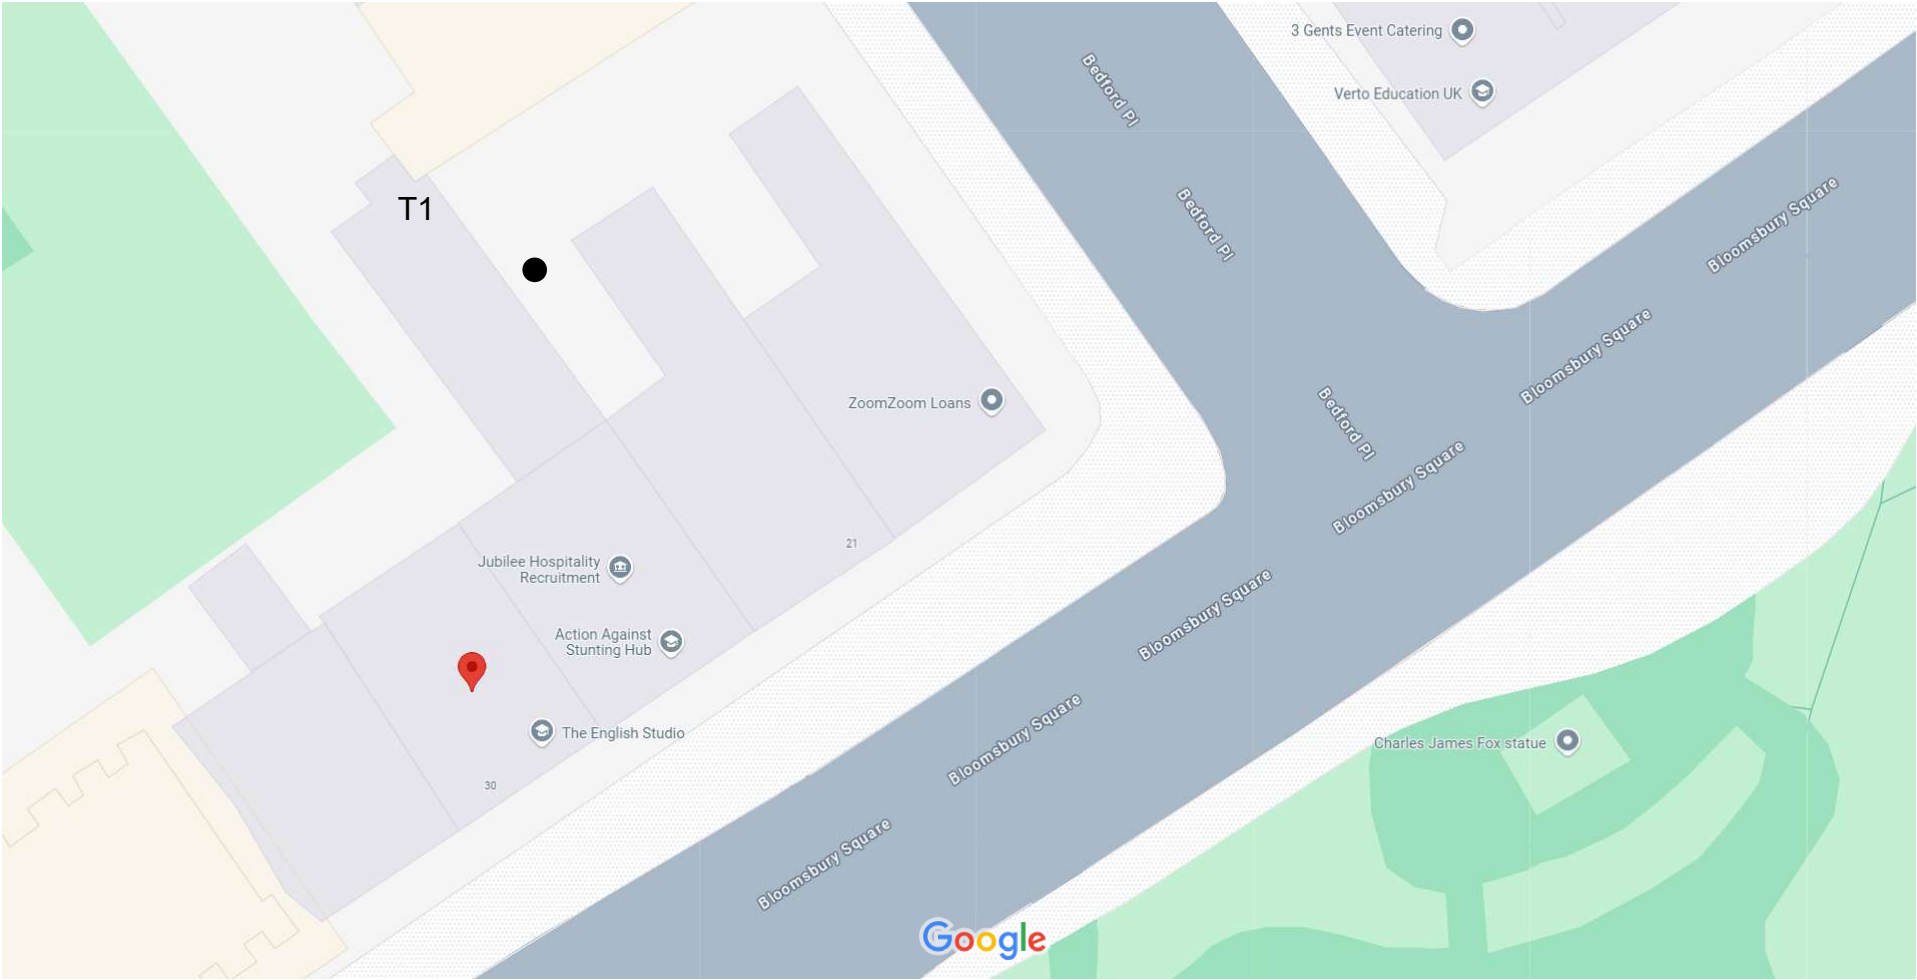 3 Gents Event Catering
Verto Education UK
Bedford Pl
Bedford Pl
Bloomsbury Square
T1
Bloomsbury Square
ZoomZoom Loans
Bedford Pl
Bloomsbury Square
21
Jubilee Hospitality
Recruitment
Bloomsbury Square
Action Against
Stunting Hub
The English Studio
Bloomsbury Square
Charles James Fox statue
30
Bloomsbury Square
Google